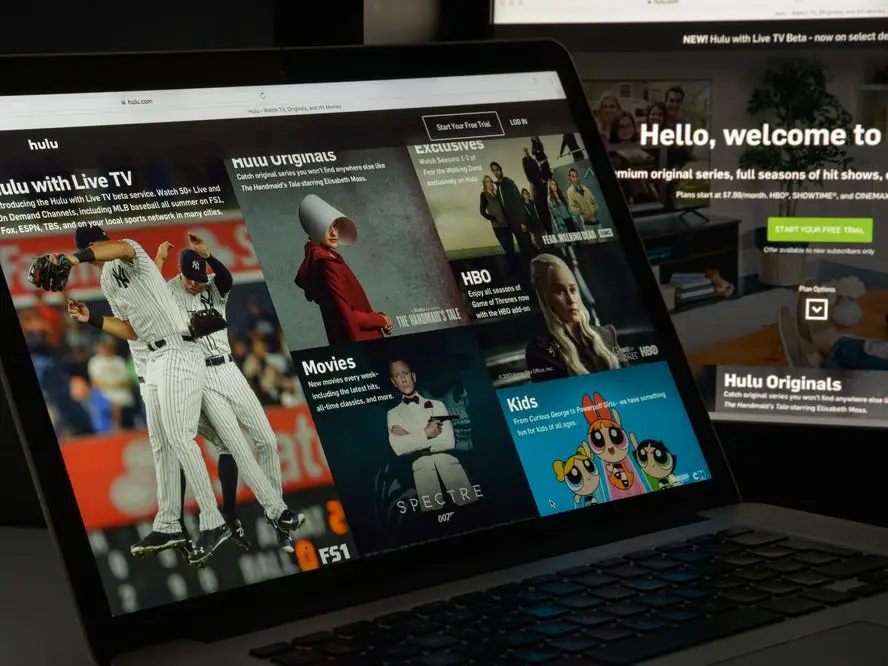 hulu.com
Hulu - Watch TV, Originals, and Hit Movies
hulu
Start Your Free Trial
LOG IN
ulu with Live TV
troducing the Hulu with Live TV beta service. Watch 50+ Live and
On Demand Channels, including MLB baseball all summer on FS1,
Fox, ESPN, TBS, and on your local sports network in many cities.
FS1
Hulu Originals
Catch original series you won't find anywhere else like
The Handmaid's Tale starring Elisabeth Moss.
THE HANDMAID'S TALE
Exclusives
Watch Seasons 1-2 of
Fear the Walking Dead
exclusively on Hulu
FEAR THE WALKING DEAD
amc
HBO
Enjoy all seasons of
Game of Thrones now
with the HBO add-on
GAME OF THRONES
HBO
Movies
New movies every week-
including the latest hits,
all-time classics, and more.
SPECTRE
007
Kids
From Curious George to Powerpuff Girls - we have something
fun for kids of all ages.
CN
NEW! Hulu with Live TV Beta - now on select de
Hello, welcome to
mium original series, full seasons of hit shows,
Plans start at $7.99/month. HBO®, SHOWTIME®, and CINEMA
START YOUR FREE TRIAL
Offer available to new subscribers only
Plan Options
Hulu Originals
Catch original series you won't find anywhere else like
The Handmaid's Tale starring Elisabeth Moss.